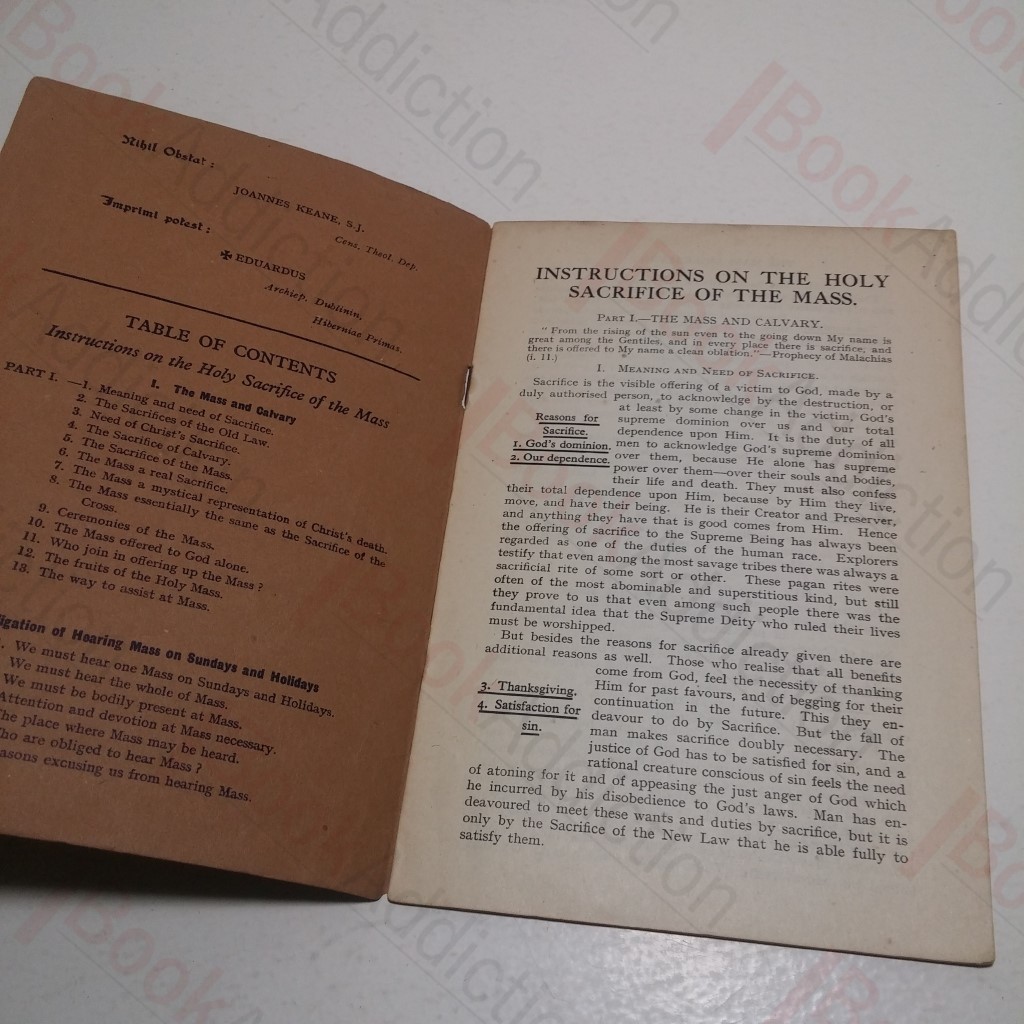 Nihil Obstat :
JOANNES KEANE, S.J.
Cens. Theol. Dep.
Imprimi potest :
✠ EDUARDUS
Archiep. Dublinin,
Hiberniae Primas.
TABLE OF CONTENTS
Instructions on the Holy Sacrifice of the Mass
I. The Mass and Calvary
PART I. —1. Meaning and need of Sacrifice.
2. The Sacrifices of the Old Law.
3. Need of Christ's Sacrifice.
4. The Sacrifice of Calvary.
5. The Sacrifice of the Mass.
6. The Mass a real Sacrifice.
7. The Mass a mystical representation of Christ's death.
8. The Mass essentially the same as the Sacrifice of the
Cross.
9. Ceremonies of the Mass.
10. The Mass offered to God alone.
11. Who join in offering up the Mass ?
12. The fruits of the Holy Mass.
13. The way to assist at Mass.
igation of Hearing Mass on Sundays and Holidays
. We must hear one Mass on Sundays and Holidays.
We must hear the whole of Mass.
We must be bodily present at Mass.
Attention and devotion at Mass necessary.
he place where Mass may be heard.
ho are obliged to hear Mass ?
asons excusing us from hearing Mass.
INSTRUCTIONS ON THE HOLY
SACRIFICE OF THE MASS.
PART I.—THE MASS AND CALVARY.
" From the rising of the sun even to the going down My name is
great among the Gentiles, and in every place there is sacrifice, and
there is offered to My name a clean oblation."—Prophecy of Malachias
(i. 11.)
I. MEANING AND NEED OF SACRIFICE.
Sacrifice is the visible offering of a victim to God, made by a
duly authorised person, to acknowledge by the destruction, or
at least by some change in the victim, God's
Reasons for supreme dominion over us and our total
Sacrifice. dependence upon Him. It is the duty of all
1. God's dominion. men to acknowledge God's supreme dominion
2. Our dependence. over them, because He alone has supreme
power over them—over their souls and bodies,
their life and death. They must also confess
their total dependence upon Him, because by Him they live,
move, and have their being. He is their Creator and Preserver,
and anything they have that is good comes from Him. Hence
the offering of sacrifice to the Supreme Being has always been
regarded as one of the duties of the human race. Explorers
testify that even among the most savage tribes there was always a
sacrificial rite of some sort or other. These pagan rites were
often of the most abominable and superstitious kind, but still
they prove to us that even among such people there was the
fundamental idea that the Supreme Deity who ruled their lives
must be worshipped.
But besides the reasons for sacrifice already given there are
additional reasons as well. Those who realise that all benefits
come from God, feel the necessity of thanking
3. Thanksgiving. Him for past favours, and of begging for their
4. Satisfaction for continuation in the future. This they en-
sin. deavour to do by Sacrifice. But the fall of
man makes sacrifice doubly necessary. The
justice of God has to be satisfied for sin, and a
rational creature conscious of sin feels the need
of atoning for it and of appeasing the just anger of God which
he incurred by his disobedience to God's laws. Man has en-
deavoured to meet these wants and duties by sacrifice, but it is
only by the Sacrifice of the New Law that he is able fully to
satisfy them.